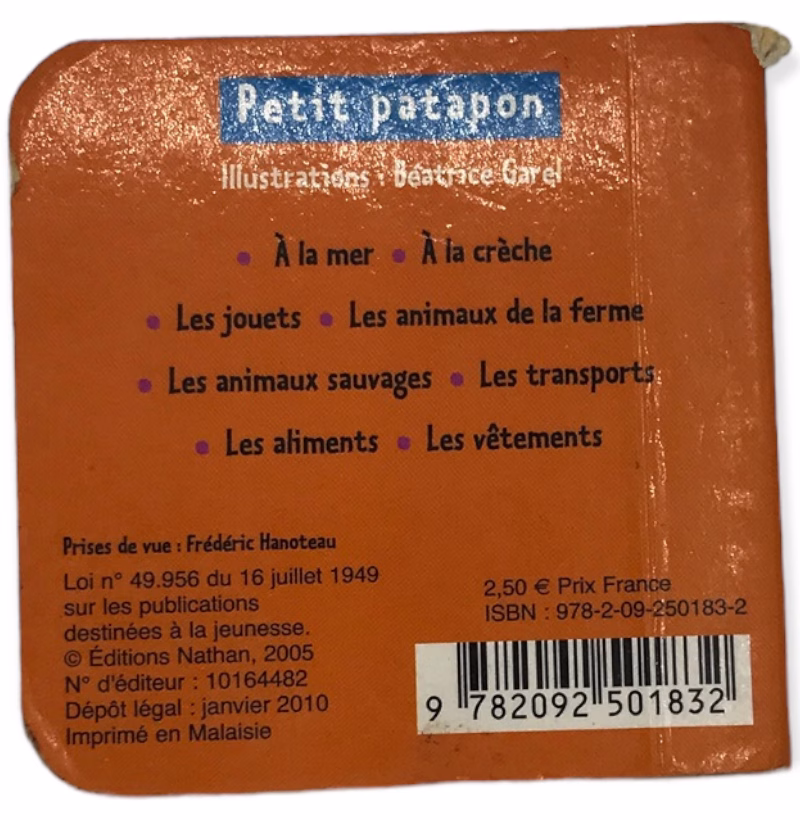 Petit patapon
Illustrations : Béatrice Garel
• À la mer • À la crèche
• Les jouets • Les animaux de la ferme
• Les animaux sauvages • Les transports
• Les aliments • Les vêtements
Prises de vue : Frédéric Hanoteau
Loi n° 49.956 du 16 juillet 1949
sur les publications
destinées à la jeunesse.
© Éditions Nathan, 2005
N° d'éditeur : 10164482
Dépôt légal : janvier 2010
Imprimé en Malaisie
2,50 € Prix France
ISBN : 978-2-09-250183-2
9 782092 501832